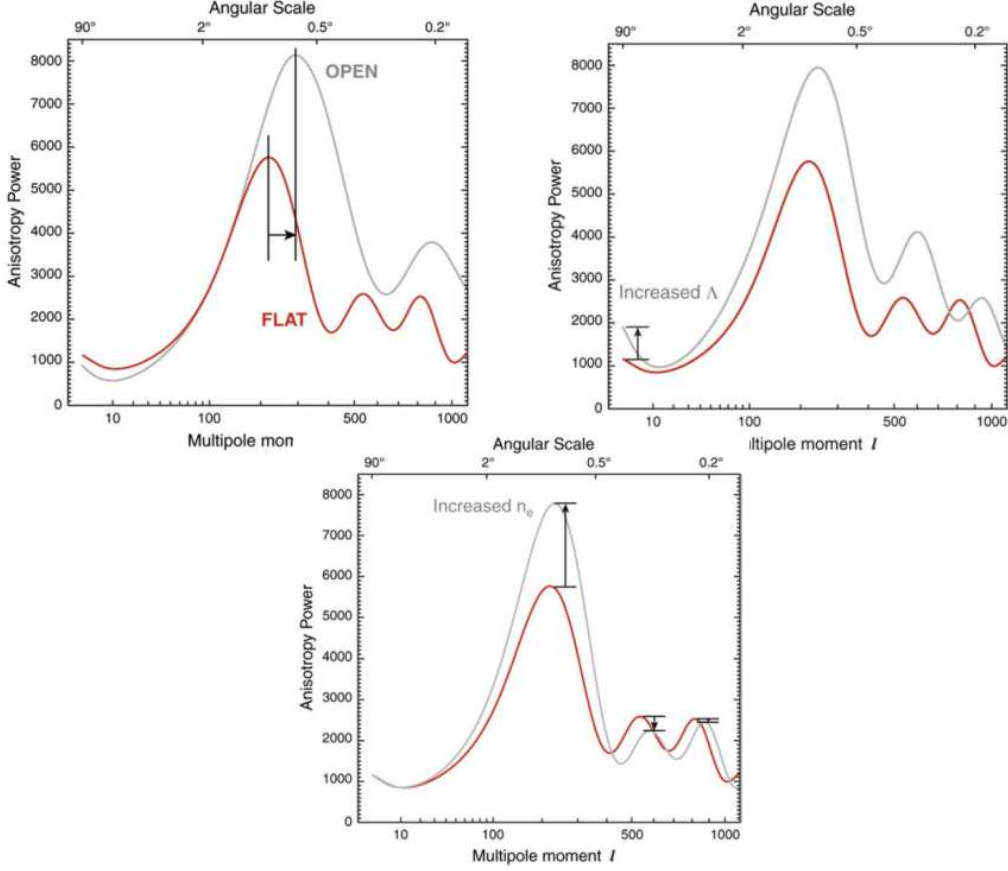 Angular Scale
90° 2° 0.5° 0.2°
8000
7000
6000
5000
4000
3000
2000
1000
0
Anisotropy Power
OPEN
FLAT
10 100 500 1000
Multipole mon
Angular Scale
90° 2° 0.5° 0.2°
8000
7000
6000
5000
4000
3000
2000
1000
0
Anisotropy Power
Increased Λ
10 100 500 1000
ultipole moment l
Angular Scale
90° 2° 0.5° 0.2°
8000
7000
6000
5000
4000
3000
2000
1000
0
Anisotropy Power
Increased nₑ
10 100 500 1000
Multipole moment l